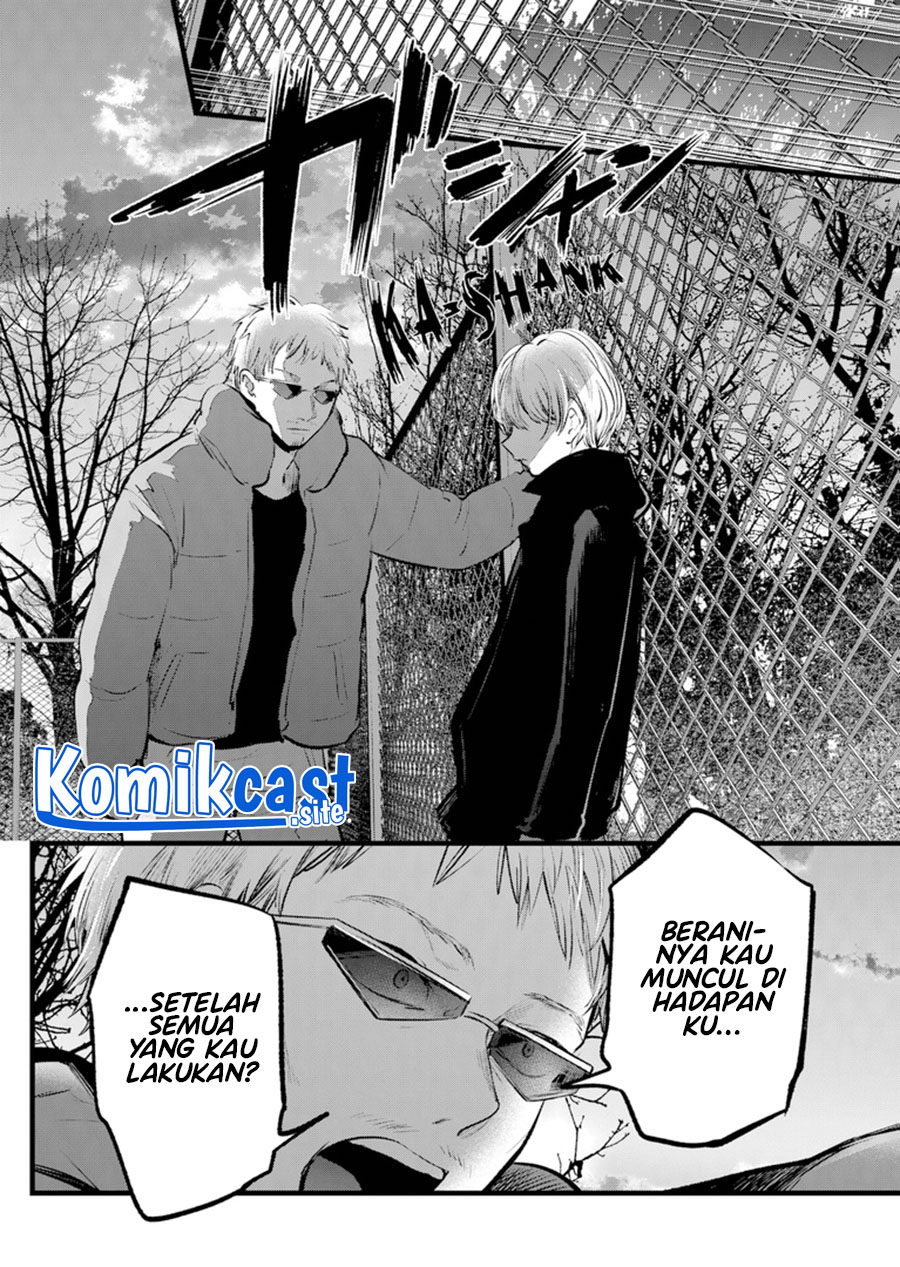 ガシャン
KA-SHANK
Komikcast
.site
BERANI-
NYA KAU
MUNCUL DI
HADAPAN
KU...
...SETELAH
SEMUA
YANG KAU
LAKUKAN?